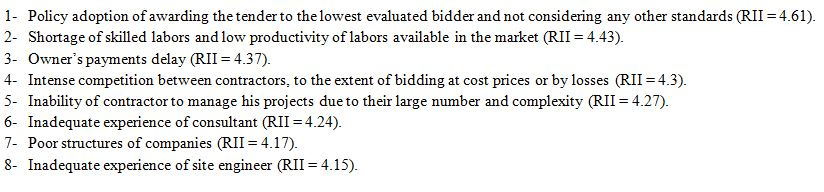 1- Policy adoption of awarding the tender to the lowest evaluated bidder and not considering any other standards (RII = 4.61).
2- Shortage of skilled labors and low productivity of labors available in the market (RII = 4.43).
3- Owner's payments delay (RII = 4.37).
4- Intense competition between contractors, to the extent of bidding at cost prices or by losses (RII = 4.3).
5- Inability of contractor to manage his projects due to their large number and complexity (RII = 4.27).
6- Inadequate experience of consultant (RII = 4.24).
7- Poor structures of companies (RII = 4.17).
8- Inadequate experience of site engineer (RII = 4.15).